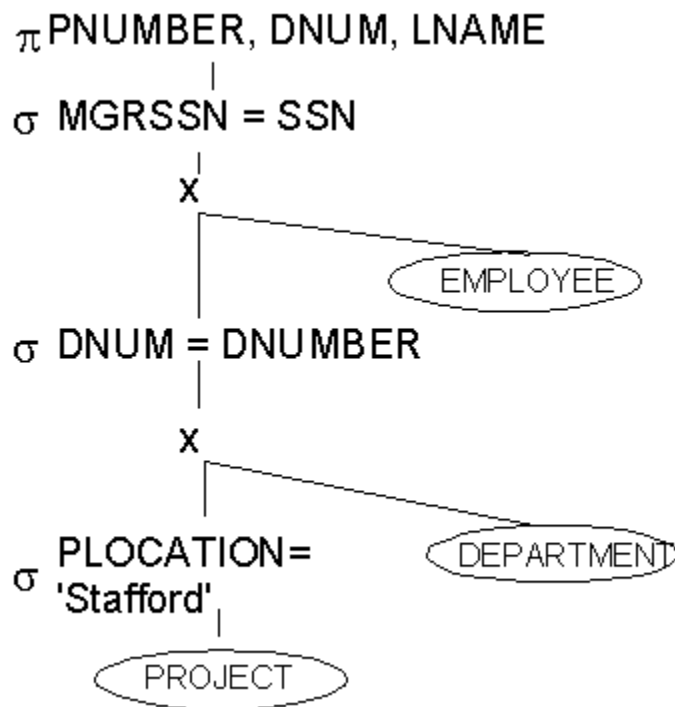 π PNUMBER, DNUM, LNAME
σ MGRSSN = SSN
x
EMPLOYEE
σ DNUM = DNUMBER
x
σ PLOCATION=
'Stafford'
DEPARTMENT
PROJECT